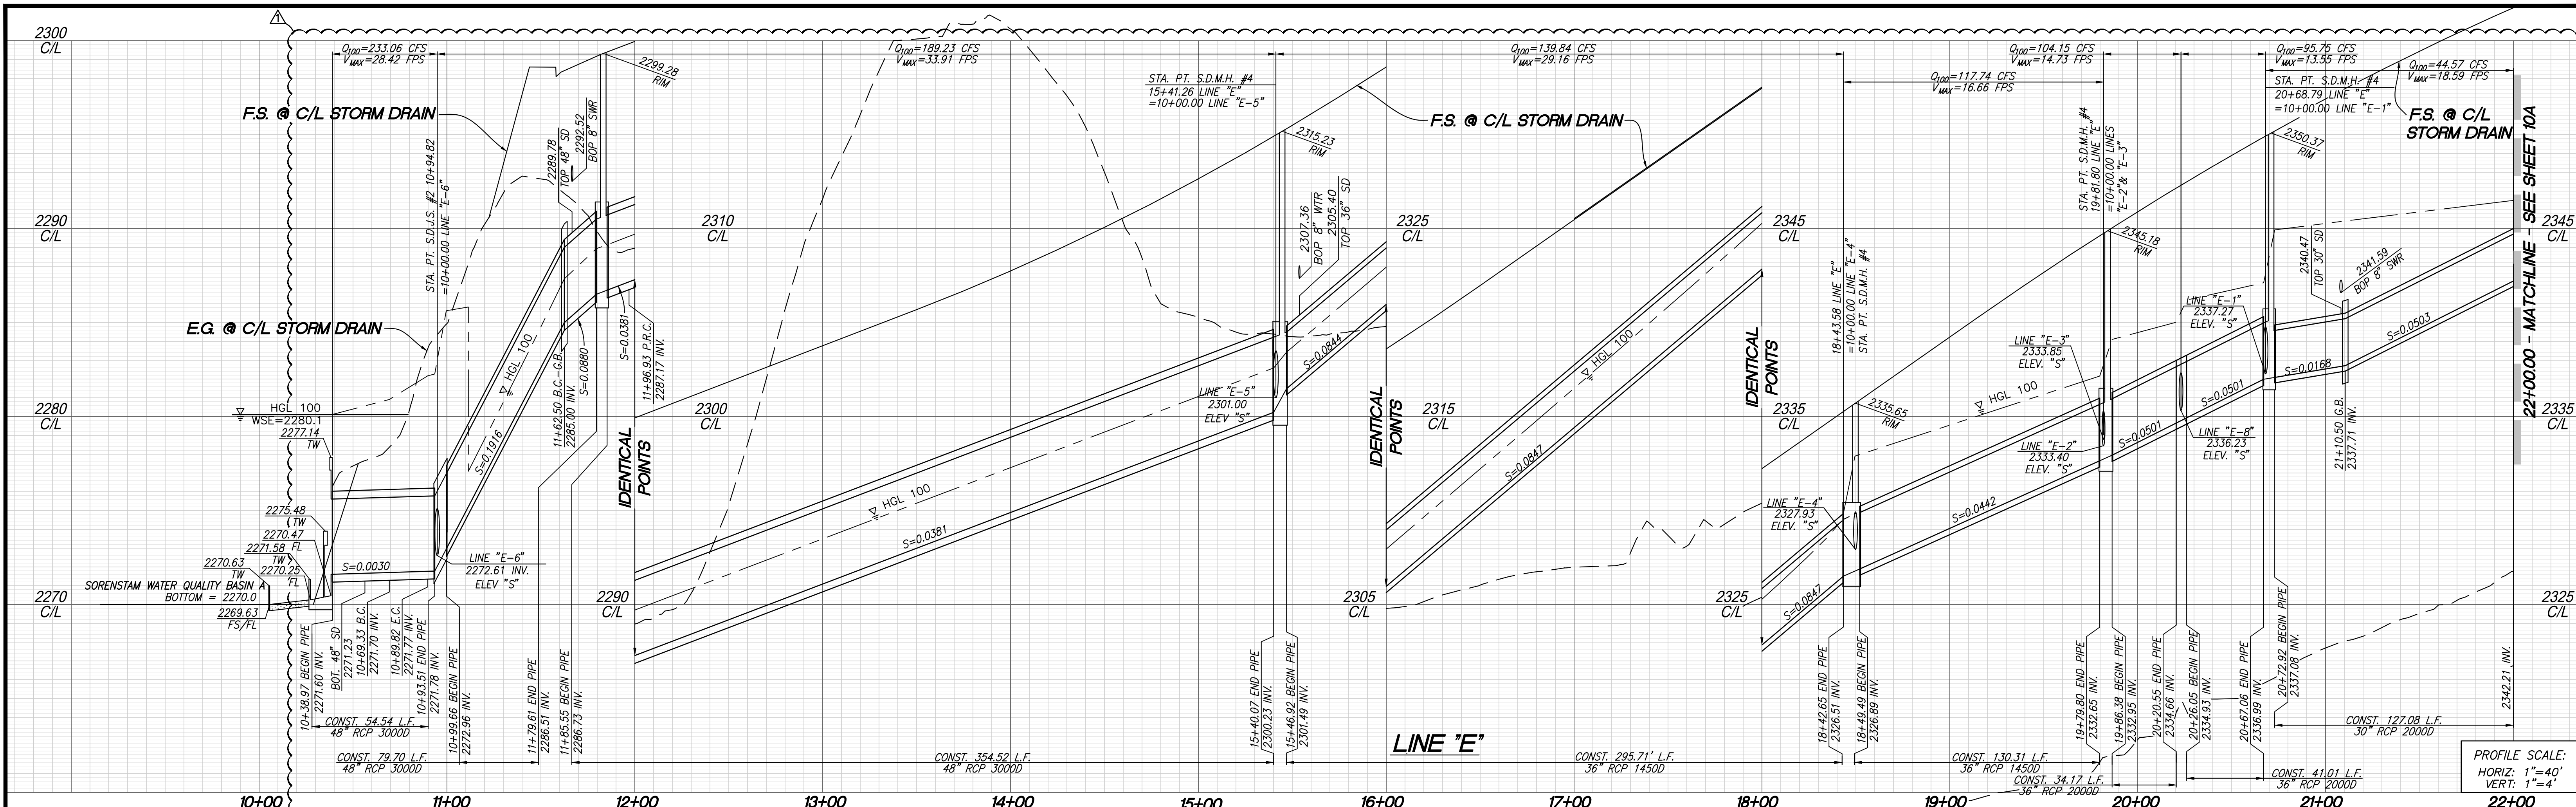 1
2300
C/L
2290
C/L
2280
C/L
2270
C/L
Q100=233.06 CFS
VMAX=28.42 FPS
Q100=189.23 CFS
VMAX=33.91 FPS
Q100=139.84 CFS
VMAX=29.16 FPS
Q100=117.74 CFS
VMAX=16.66 FPS
Q100=104.15 CFS
VMAX=14.73 FPS
Q100=95.75 CFS
VMAX=13.55 FPS
Q100=44.57 CFS
VMAX=18.59 FPS
F.S. @ C/L STORM DRAIN
E.G. @ C/L STORM DRAIN
HGL 100
WSE=2280.1
2277.14
TW
2275.48
TW
2270.47
FL
2271.58
TW
2270.25
FL
2270.63
TW
SORENSTAM WATER QUALITY BASIN A
BOTTOM = 2270.0
2269.63
FS/FL
S=0.0030
STA. PT. S.D.J.S. #2 10+94.82
=10+00.00 LINE "E-6"
LINE "E-6"
2272.61 INV.
ELEV "S"
S=0.1916
HGL 100
2289.78
TOP 48" SD
2292.52
BOP 8" SWR
2299.28
RIM
11+62.50 B.C.-G.B.
2285.00 INV.
S=0.0880
S=0.0381
11+96.93 P.R.C.
2287.17 INV.
IDENTICAL
POINTS
2310
C/L
2300
C/L
2290
C/L
10+38.97 BEGIN PIPE
2271.60 INV.
BOT. 48" SD
2271.23
10+69.33 B.C.
2271.70 INV.
10+89.82 E.C.
2271.77 INV.
10+93.51 END PIPE
2271.78 INV.
10+99.66 BEGIN PIPE
2272.96 INV.
11+79.61 END PIPE
2286.51 INV.
11+85.55 BEGIN PIPE
2286.73 INV.
CONST. 54.54 L.F.
48" RCP 3000D
CONST. 79.70 L.F.
48" RCP 3000D
CONST. 354.52 L.F.
48" RCP 3000D
HGL 100
S=0.0381
STA. PT. S.D.M.H. #4
15+41.26 LINE "E"
=10+00.00 LINE "E-5"
2315.23
RIM
2307.36
BOP 8" WTR
2305.40
TOP 36" SD
LINE "E-5"
2301.00
ELEV "S"
S=0.0844
15+40.07 END PIPE
2300.23 INV.
15+46.92 BEGIN PIPE
2301.49 INV.
F.S. @ C/L STORM DRAIN
IDENTICAL
POINTS
2325
C/L
2315
C/L
2305
C/L
HGL 100
S=0.0847
LINE "E"
CONST. 295.71' L.F.
36" RCP 1450D
IDENTICAL
POINTS
2345
C/L
2335
C/L
2325
C/L
S=0.0847
18+43.58 LINE "E"
=10+00.00 LINE "E-4"
STA. PT. S.D.M.H. #4
2335.65
RIM
LINE "E-4"
2327.93
ELEV. "S"
18+42.65 END PIPE
2326.51 INV.
18+49.49 BEGIN PIPE
2326.89 INV.
CONST. 130.31 L.F.
36" RCP 1450D
HGL 100
S=0.0442
STA. PT. S.D.M.H. #4
19+81.80 LINE "E"
=10+00.00 LINES
"E-2"& "E-3"
2345.18
RIM
LINE "E-3"
2333.85
ELEV. "S"
LINE "E-2"
2333.40
ELEV. "S"
S=0.0501
S=0.0501
LINE "E-1"
2337.27
ELEV. "S"
LINE "E-8"
2336.23
ELEV. "S"
19+79.80 END PIPE
2332.65 INV.
19+86.38 BEGIN PIPE
2332.95 INV.
20+20.55 END PIPE
2334.66 INV.
20+26.05 BEGIN PIPE
2334.93 INV.
20+67.06 END PIPE
2336.99 INV.
20+72.92 BEGIN PIPE
2337.08 INV.
CONST. 34.17 L.F.
36" RCP 2000D
CONST. 41.01 L.F.
36" RCP 2000D
CONST. 127.08 L.F.
30" RCP 2000D
STA. PT. S.D.M.H. #4
20+68.79 LINE "E"
=10+00.00 LINE "E-1"
2350.37
RIM
F.S. @ C/L
STORM DRAIN
2340.47
TOP 30" SD
2341.59
BOP 8" SWR
S=0.0168
S=0.0503
21+10.50 G.B.
2337.71 INV.
2342.21 INV.
22+00.00 - MATCHLINE - SEE SHEET 10A
2345
C/L
2335
C/L
2325
C/L
PROFILE SCALE:
HORIZ: 1"=40'
VERT: 1"=4'
10+00 11+00 12+00 13+00 14+00 15+00 16+00 17+00 18+00 19+00 20+00 21+00 22+00